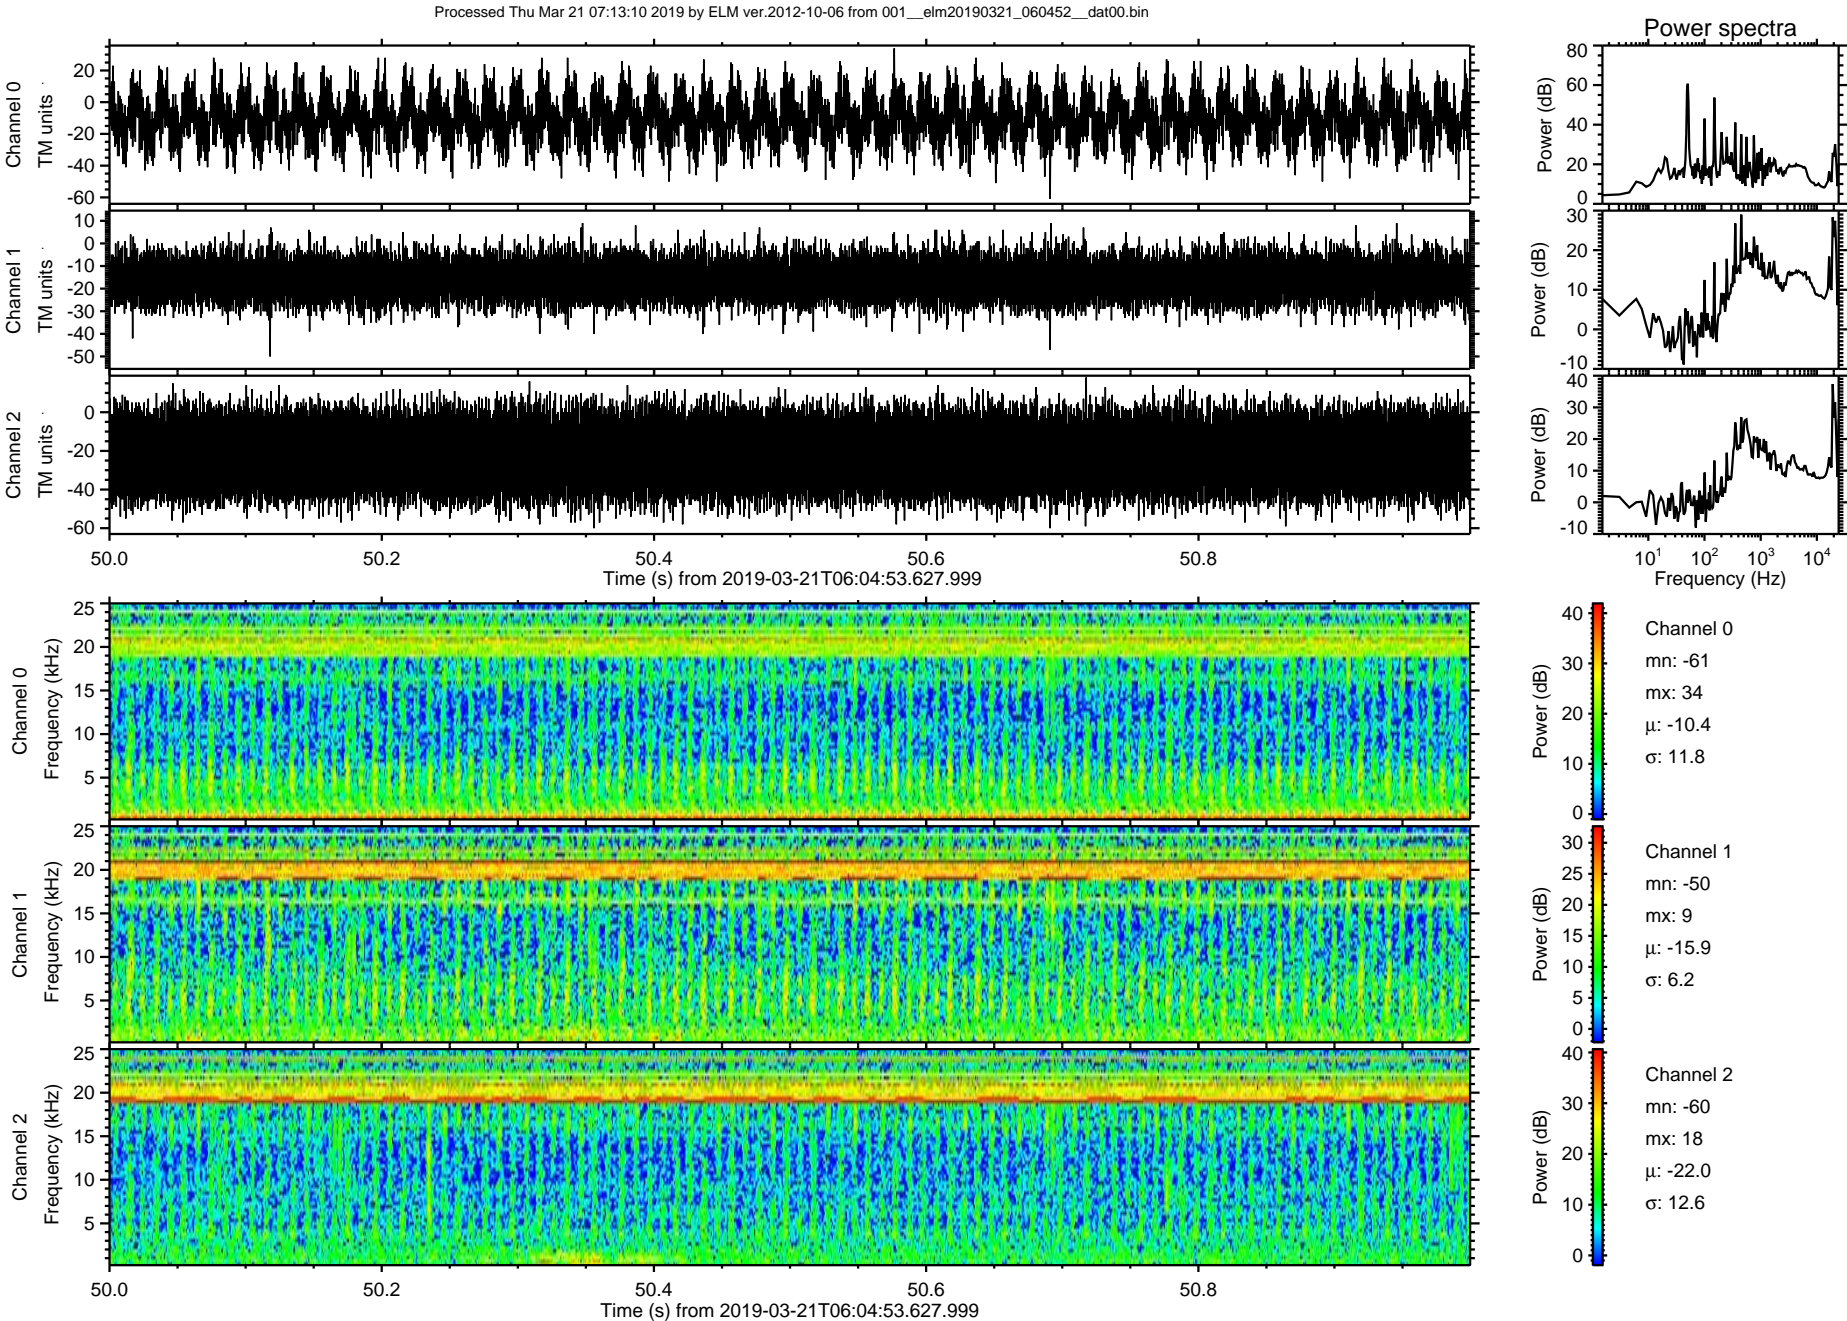 Processed Thu Mar 21 07:13:10 2019 by ELM ver.2012-10-06 from 001__elm20190321_060452__dat00.bin
Power spectra
Channel 0
TM units
20
0
-20
-40
-60
Power (dB)
80
60
40
20
0
Channel 1
TM units
10
0
-10
-20
-30
-40
-50
Power (dB)
30
20
10
0
-10
Channel 2
TM units
0
-20
-40
-60
Power (dB)
40
30
20
10
0
-10
50.0 50.2 50.4 50.6 50.8
Time (s) from 2019-03-21T06:04:53.627.999
10^1 10^2 10^3 10^4
Frequency (Hz)
Channel 0
Frequency (kHz)
25
20
15
10
5
Power (dB)
40
30
20
10
0
Channel 0
mn: -61
mx: 34
μ: -10.4
σ: 11.8
Channel 1
Frequency (kHz)
25
20
15
10
5
Power (dB)
30
25
20
15
10
5
0
Channel 1
mn: -50
mx: 9
μ: -15.9
σ: 6.2
Channel 2
Frequency (kHz)
25
20
15
10
5
Power (dB)
40
30
20
10
0
Channel 2
mn: -60
mx: 18
μ: -22.0
σ: 12.6
50.0 50.2 50.4 50.6 50.8
Time (s) from 2019-03-21T06:04:53.627.999